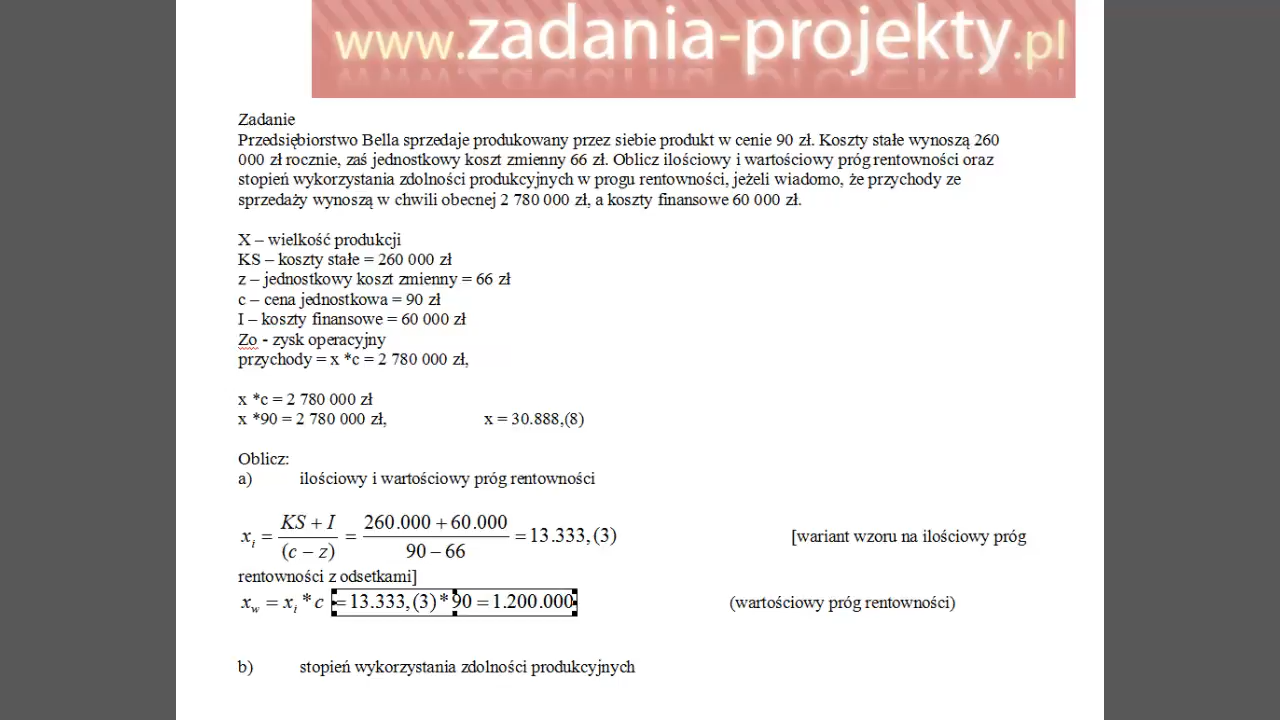 www.zadania-projekty.pl
Zadanie
Przedsiębiorstwo Bella sprzedaje produkowany przez siebie produkt w cenie 90 zł. Koszty stałe wynoszą 260
000 zł rocznie, zaś jednostkowy koszt zmienny 66 zł. Oblicz ilościowy i wartościowy próg rentowności oraz
stopień wykorzystania zdolności produkcyjnych w progu rentowności, jeżeli wiadomo, że przychody ze
sprzedaży wynoszą w chwili obecnej 2 780 000 zł, a koszty finansowe 60 000 zł.
X – wielkość produkcji
KS – koszty stałe = 260 000 zł
z – jednostkowy koszt zmienny = 66 zł
c – cena jednostkowa = 90 zł
I – koszty finansowe = 60 000 zł
Zo - zysk operacyjny
przychody = x *c = 2 780 000 zł,
x *c = 2 780 000 zł
x *90 = 2 780 000 zł, x = 30.888,(8)
Oblicz:
a) ilościowy i wartościowy próg rentowności
x_i = (KS + I)/(c − z) = (260.000 + 60.000)/(90 − 66) = 13.333,(3) [wariant wzoru na ilościowy próg
rentowności z odsetkami]
x_w = x_i * c = 13.333,(3) * 90 = 1.200.000 (wartościowy próg rentowności)
b) stopień wykorzystania zdolności produkcyjnych